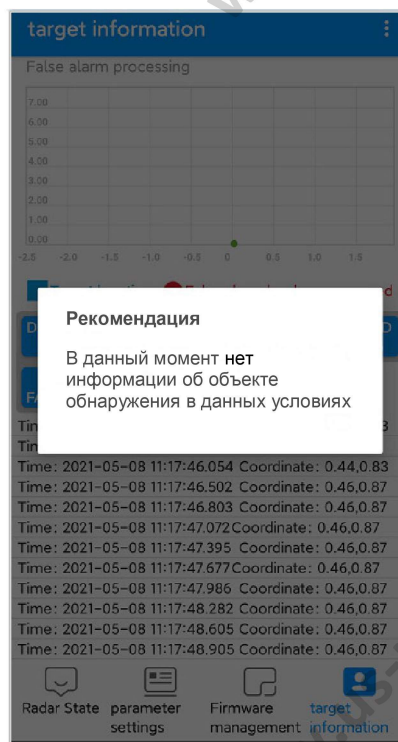 target information
False alarm processing
7.00
6.00
5.00
4.00
3.00
2.00
1.00
0.00
-2.5 -2.0 -1.5 -1.0 -0.5 0 0.5 1.0 1.5
Рекомендация
В данный момент нет
информации об объекте
обнаружения в данных условиях
Time: 2021-05-08 11:17:46.054 Coordinate: 0.44,0.83
Time: 2021-05-08 11:17:46.502 Coordinate: 0.46,0.87
Time: 2021-05-08 11:17:46.803 Coordinate: 0.46,0.87
Time: 2021-05-08 11:17:47.072Coordinate: 0.46,0.87
Time: 2021-05-08 11:17:47.395 Coordinate: 0.46,0.87
Time: 2021-05-08 11:17:47.677Coordinate: 0.46,0.87
Time: 2021-05-08 11:17:47.986 Coordinate: 0.46,0.87
Time: 2021-05-08 11:17:48.282 Coordinate: 0.46,0.87
Time: 2021-05-08 11:17:48.605 Coordinate: 0.46,0.87
Time: 2021-05-08 11:17:48.905 Coordinate: 0.46,0.87
Radar State parameter settings Firmware management target information